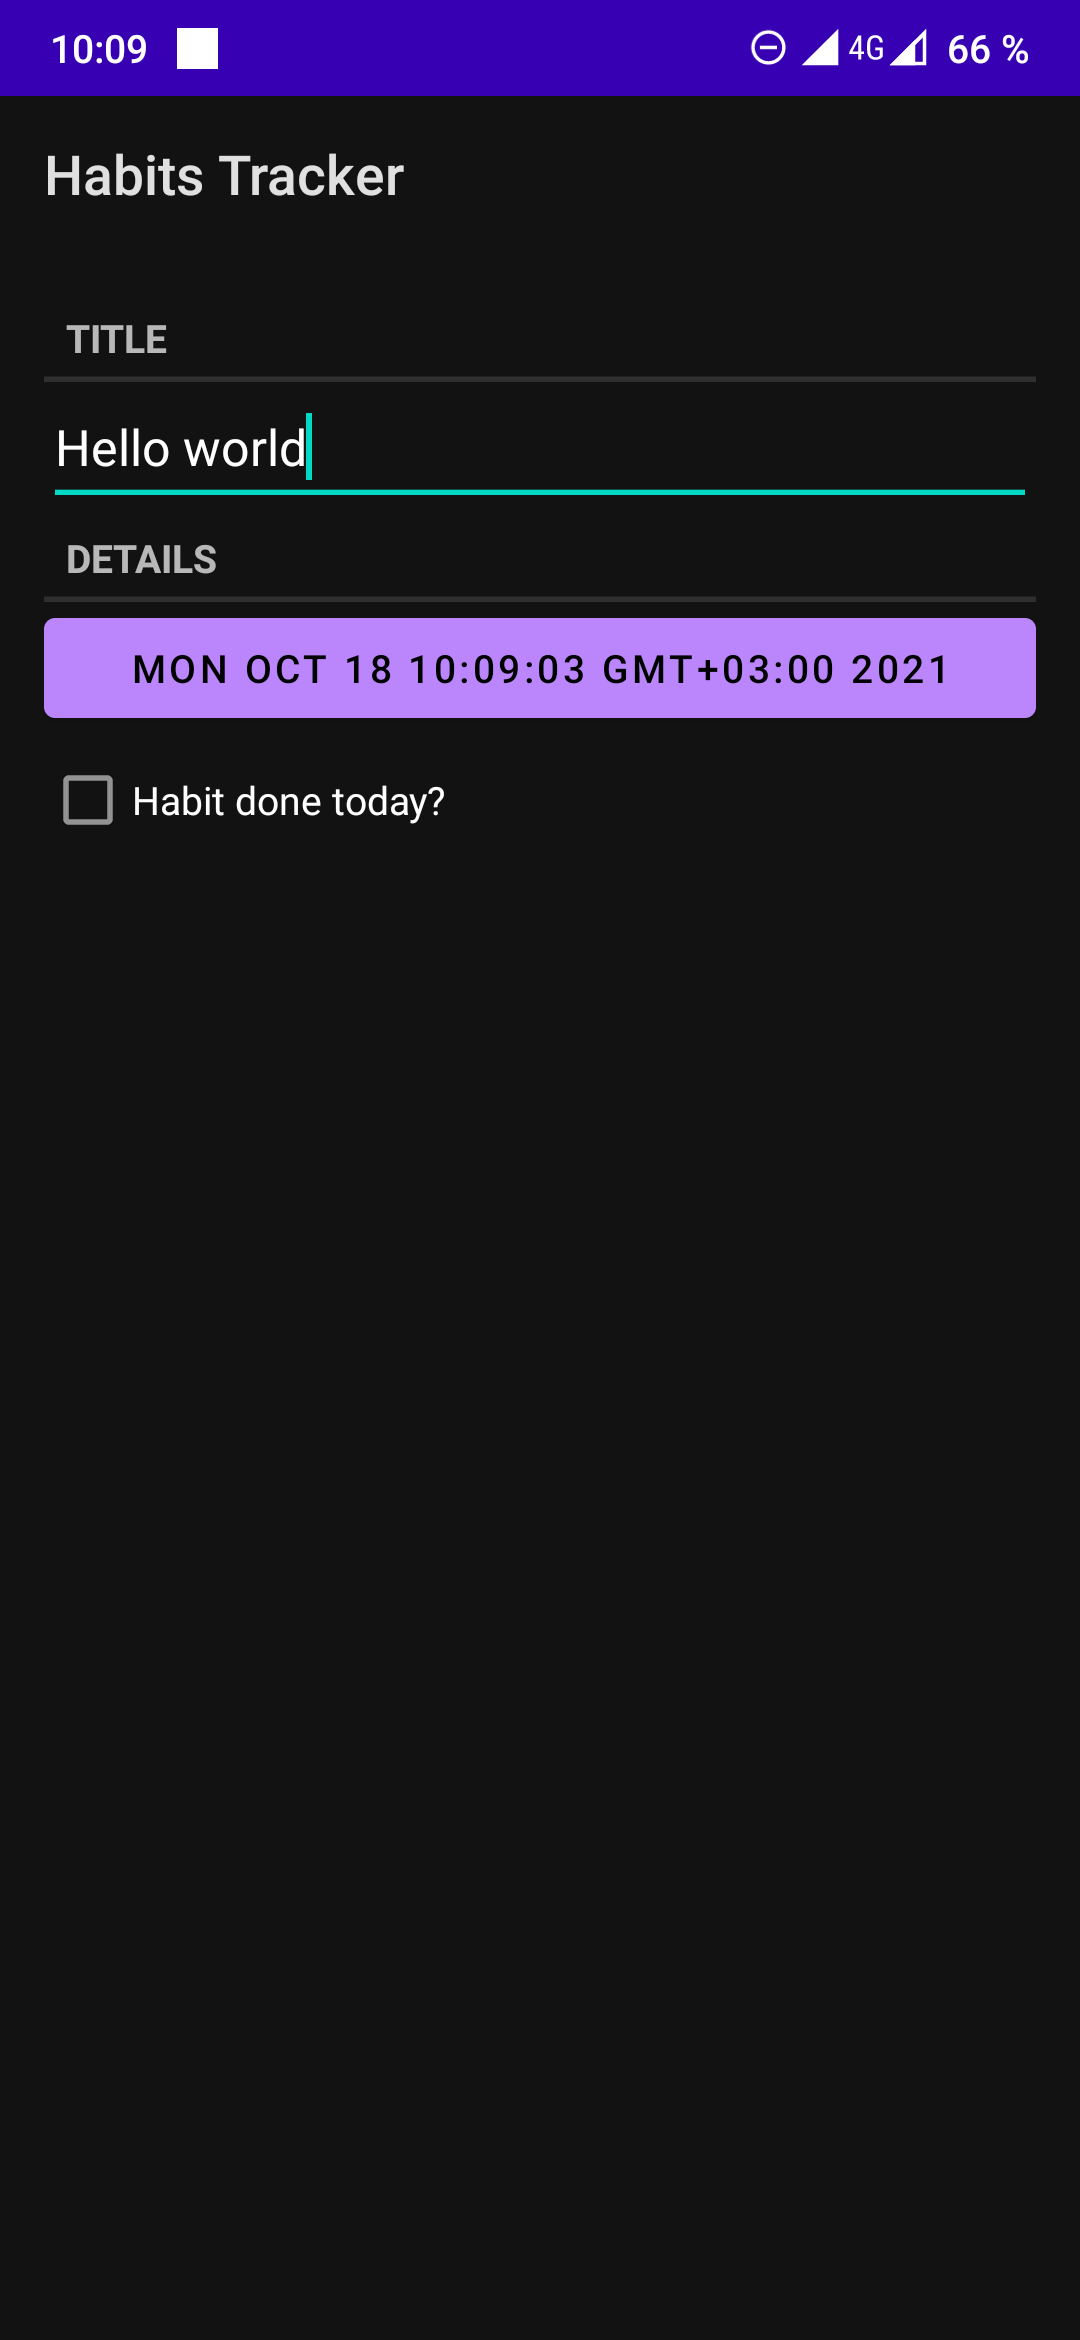 10:09 4G 66 %
Habits Tracker
TITLE
Hello world
DETAILS
MON OCT 18 10:09:03 GMT+03:00 2021
Habit done today?